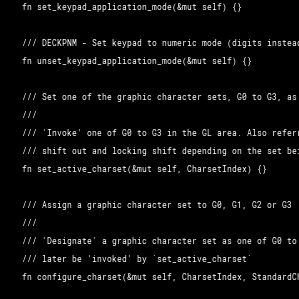 fn set_keypad_application_mode(&mut self) {}
/// DECKPNM - Set keypad to numeric mode (digits instead
fn unset_keypad_application_mode(&mut self) {}
/// Set one of the graphic character sets, G0 to G3, as
///
/// 'Invoke' one of G0 to G3 in the GL area. Also referr
/// shift out and locking shift depending on the set bei
fn set_active_charset(&mut self, CharsetIndex) {}
/// Assign a graphic character set to G0, G1, G2 or G3
///
/// 'Designate' a graphic character set as one of G0 to
/// later be 'invoked' by `set_active_charset`
fn configure_charset(&mut self, CharsetIndex, StandardCh